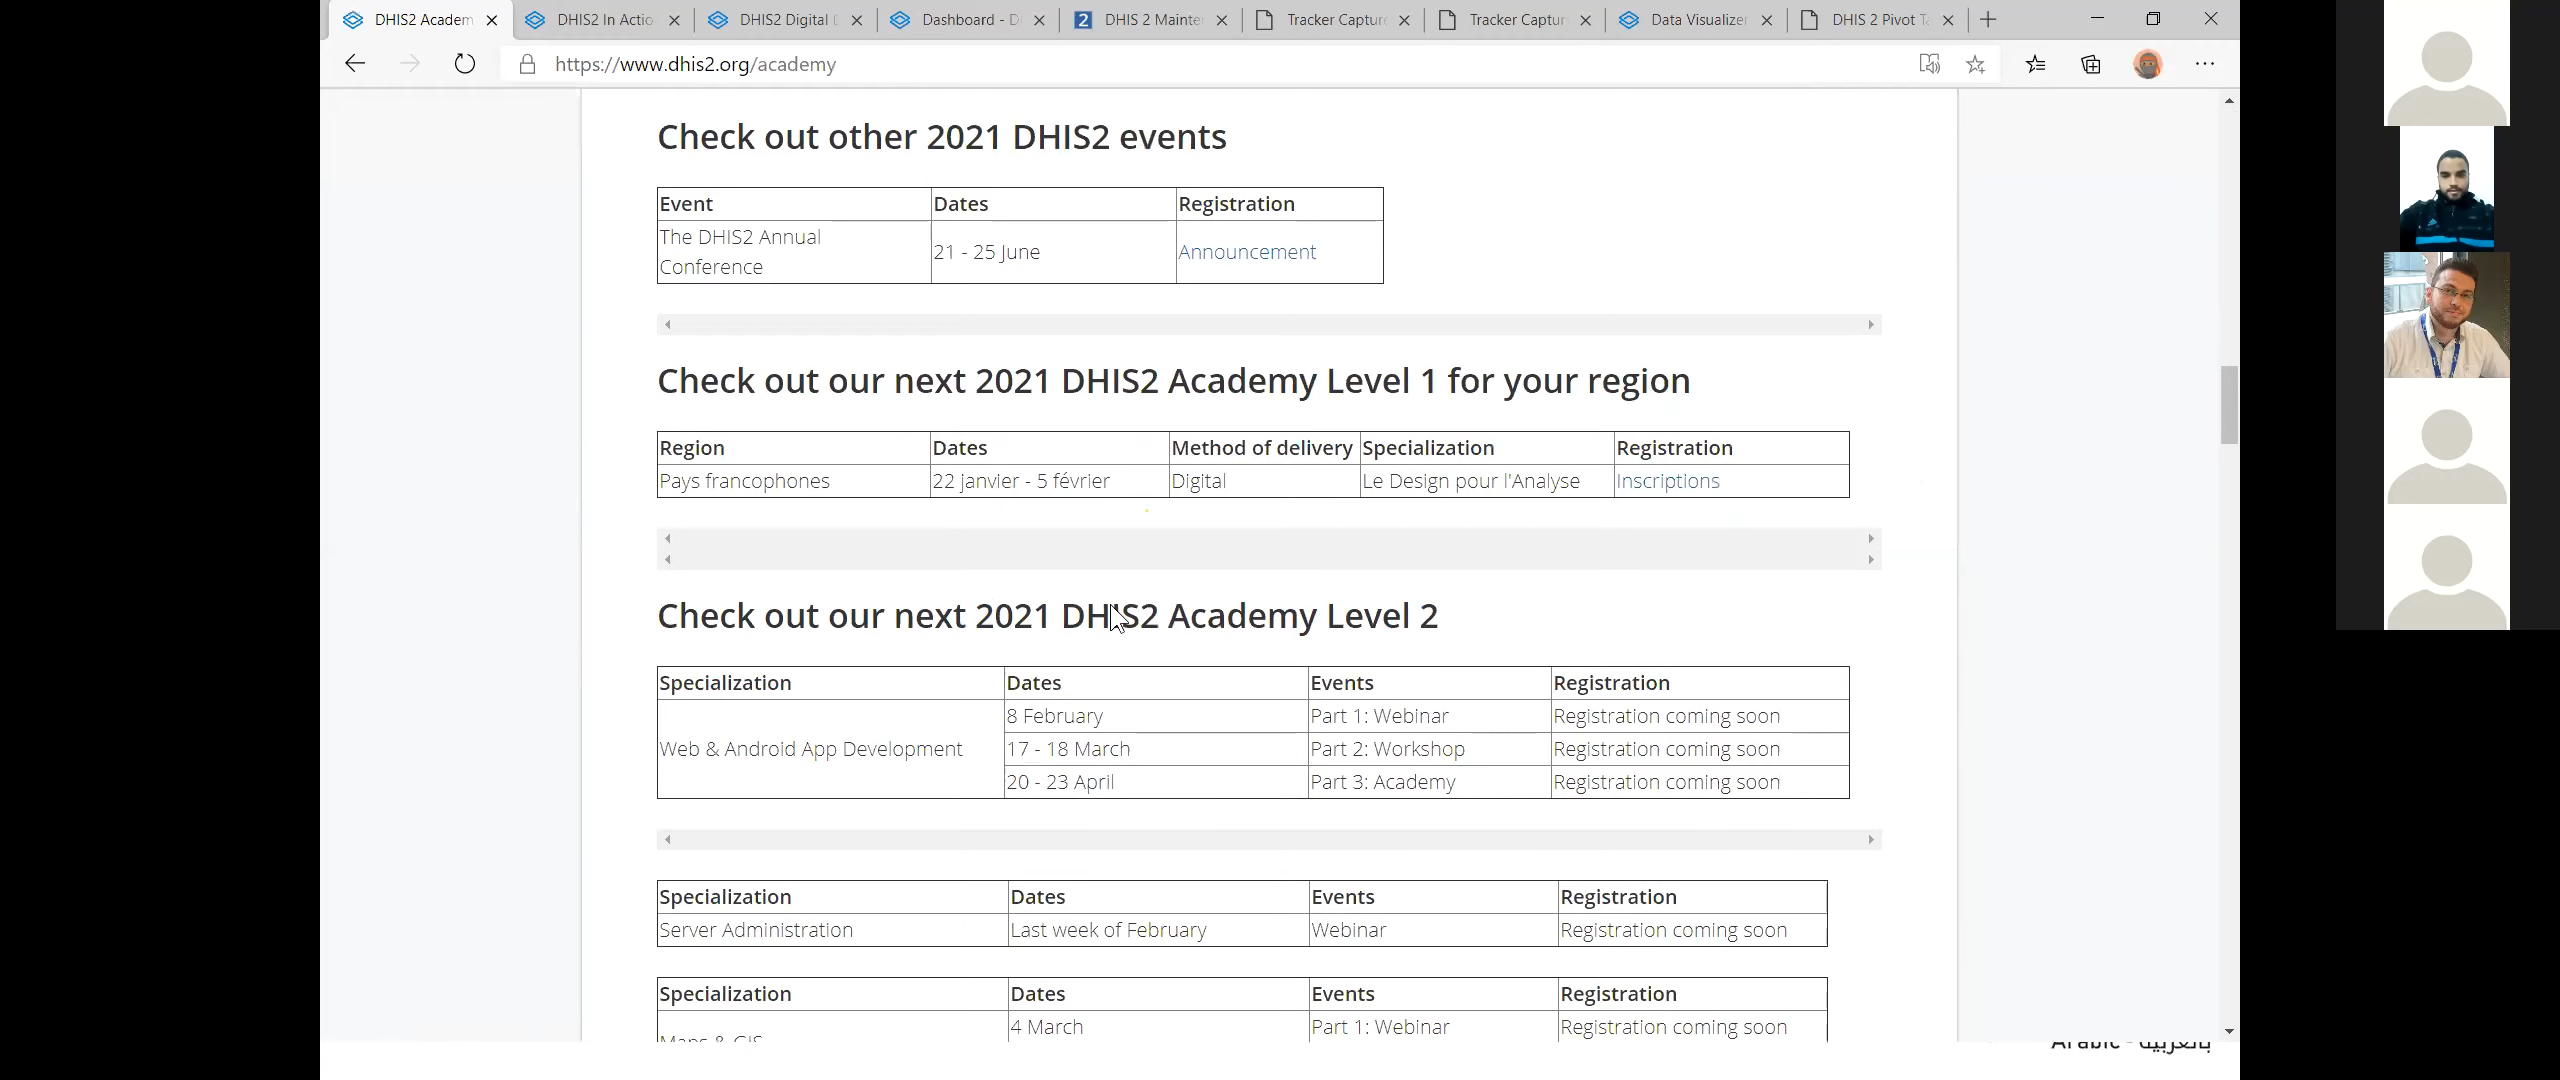 DHIS2 Academ
DHIS2 In Actio
DHIS2 Digital
Dashboard - D
2 DHIS 2 Mainte
Tracker Captur
Tracker Captur
Data Visualizer
DHIS 2 Pivot Ta
https://www.dhis2.org/academy
Check out other 2021 DHIS2 events
Event Dates Registration
The DHIS2 Annual
Conference
21 - 25 June Announcement
Check out our next 2021 DHIS2 Academy Level 1 for your region
Region Dates Method of delivery Specialization Registration
Pays francophones 22 janvier - 5 février Digital Le Design pour l'Analyse Inscriptions
Check out our next 2021 DHIS2 Academy Level 2
Specialization Dates Events Registration
8 February Part 1: Webinar Registration coming soon
Web & Android App Development 17 - 18 March Part 2: Workshop Registration coming soon
20 - 23 April Part 3: Academy Registration coming soon
Specialization Dates Events Registration
Server Administration Last week of February Webinar Registration coming soon
Specialization Dates Events Registration
4 March Part 1: Webinar Registration coming soon
Maps & GIS
Arabic - بالعربية